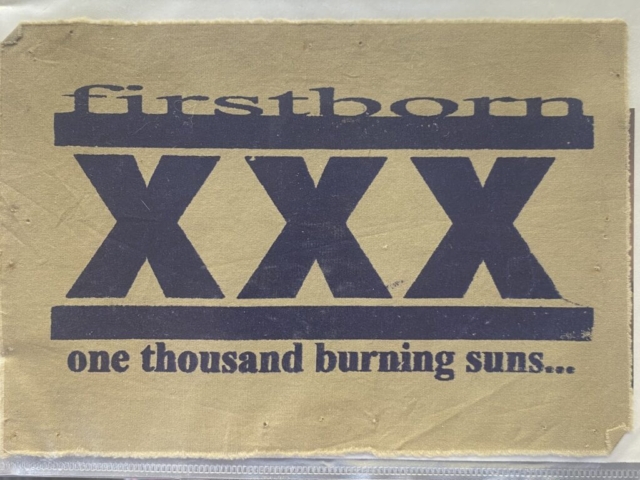 firstborn
XXX
one thousand burning suns...